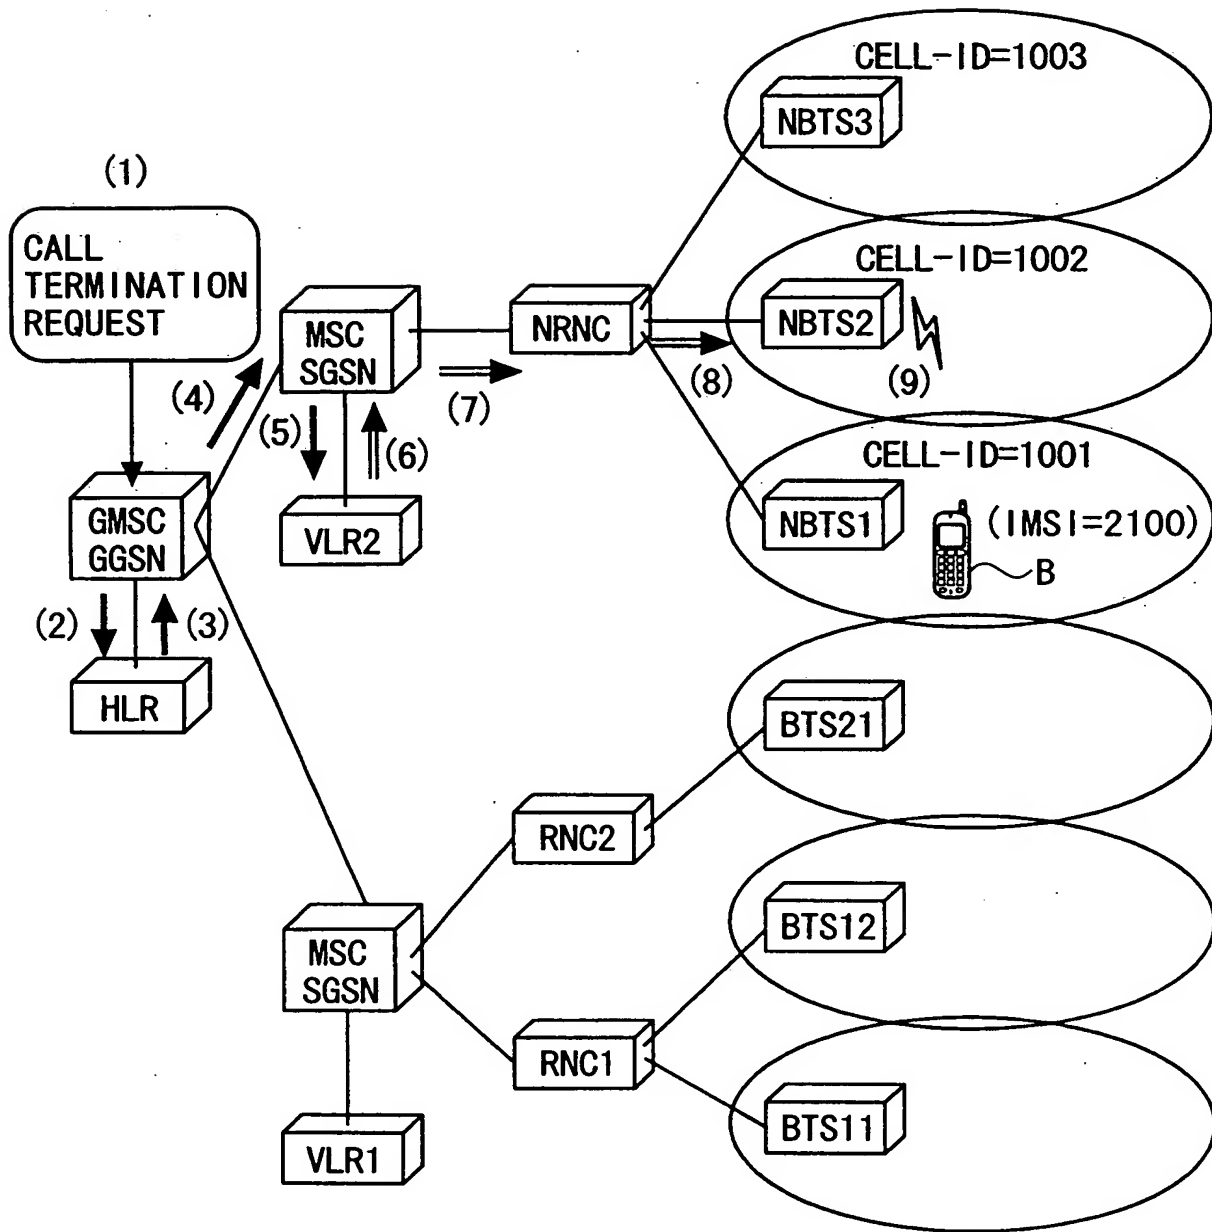 CELL-ID=1003
NBTS3
(1)
CALL
TERMINATION
REQUEST
CELL-ID=1002
MSC
SGSN
NRNC
NBTS2
(4)
(7)
(8)
(9)
(5)
(6)
CELL-ID=1001
GMSC
GGSN
VLR2
NBTS1
(IMSI=2100)
B
(2)
(3)
HLR
BTS21
RNC2
MSC
SGSN
BTS12
RNC1
BTS11
VLR1